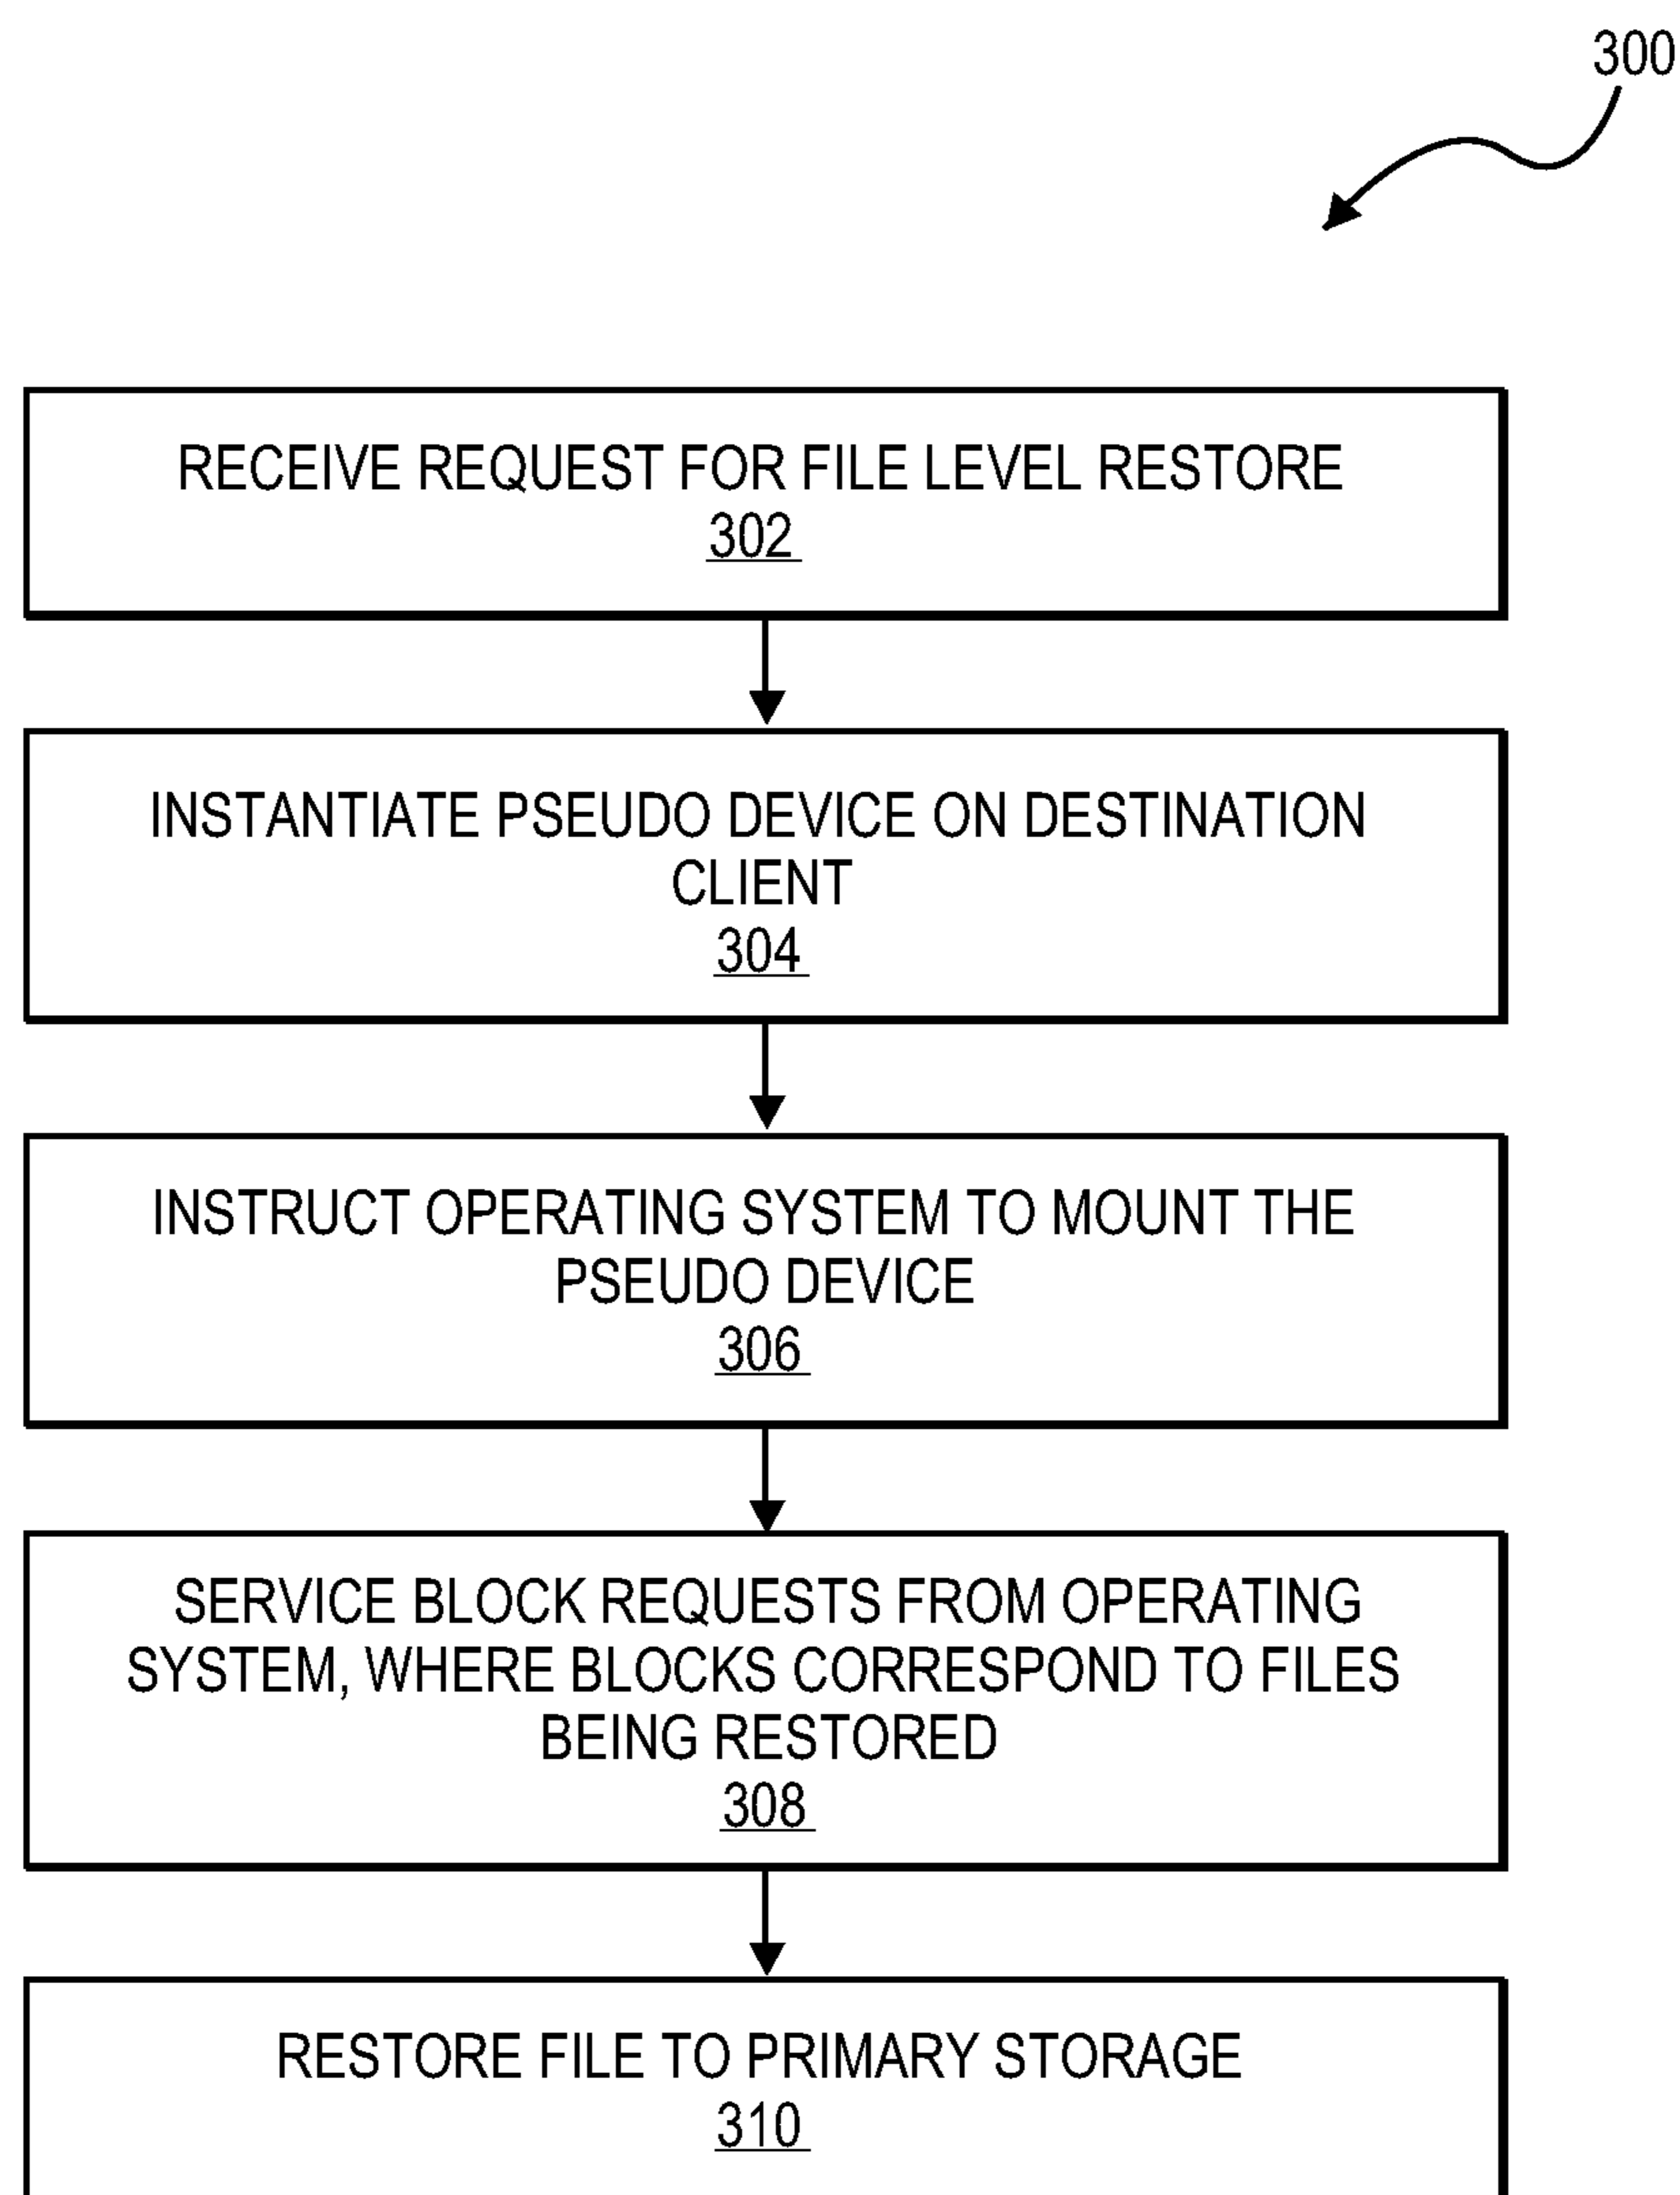 300
RECEIVE REQUEST FOR FILE LEVEL RESTORE
302
INSTANTIATE PSEUDO DEVICE ON DESTINATION
CLIENT
304
INSTRUCT OPERATING SYSTEM TO MOUNT THE
PSEUDO DEVICE
306
SERVICE BLOCK REQUESTS FROM OPERATING
SYSTEM, WHERE BLOCKS CORRESPOND TO FILES
BEING RESTORED
308
RESTORE FILE TO PRIMARY STORAGE
310